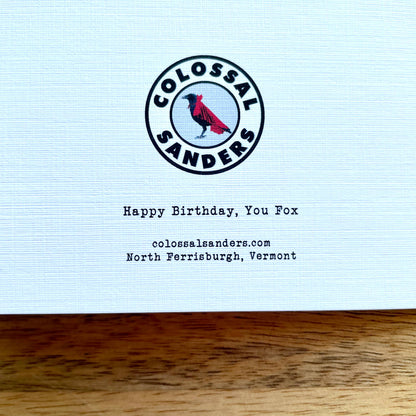 COLOSSAL
SANDERS
Happy Birthday, You Fox
colossalsanders.com
North Ferrisburgh, Vermont